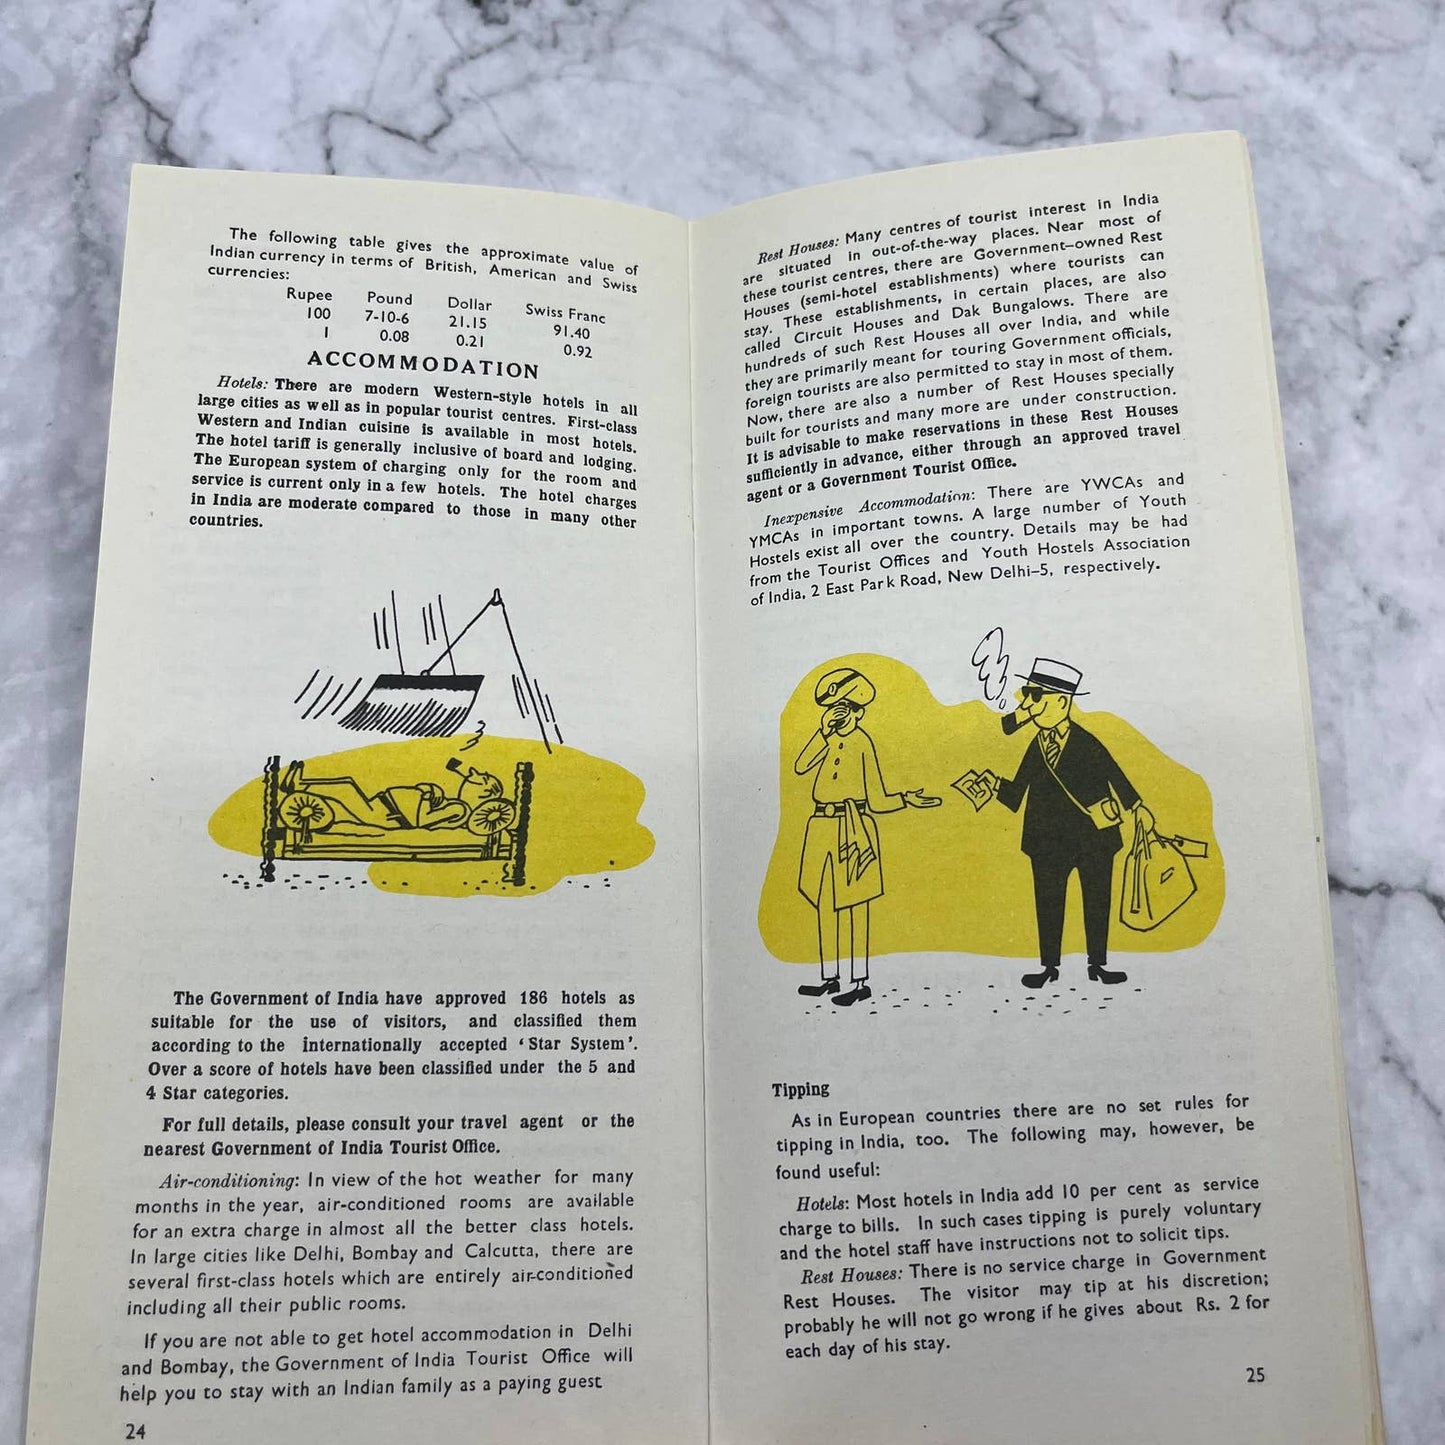 The following table gives the approximate value of
Indian currency in terms of British, American and Swiss
currencies:
Rupee Pound Dollar Swiss Franc
100 7-10-6 21.15 91.40
1 0.08 0.21 0.92
ACCOMMODATION
Hotels: There are modern Western-style hotels in all
large cities as well as in popular tourist centres. First-class
Western and Indian cuisine is available in most hotels.
The hotel tariff is generally inclusive of board and lodging.
The European system of charging only for the room and
service is current only in a few hotels. The hotel charges
in India are moderate compared to those in many other
countries.
The Government of India have approved 186 hotels as
suitable for the use of visitors, and classified them
according to the internationally accepted ‘Star System’.
Over a score of hotels have been classified under the 5 and
4 Star categories.
For full details, please consult your travel agent or the
nearest Government of India Tourist Office.
Air-conditioning: In view of the hot weather for many
months in the year, air-conditioned rooms are available
for an extra charge in almost all the better class hotels.
In large cities like Delhi, Bombay and Calcutta, there are
several first-class hotels which are entirely air-conditioned
including all their public rooms.
If you are not able to get hotel accommodation in Delhi
and Bombay, the Government of India Tourist Office will
help you to stay with an Indian family as a paying guest
24
Rest Houses: Many centres of tourist interest in India
are situated in out-of-the-way places. Near most of
these tourist centres, there are Government-owned Rest
Houses (semi-hotel establishments) where tourists can
stay. These establishments, in certain places, are also
called Circuit Houses and Dak Bungalows. There are
hundreds of such Rest Houses all over India, and while
they are primarily meant for touring Government officials,
foreign tourists are also permitted to stay in most of them.
Now, there are also a number of Rest Houses specially
built for tourists and many more are under construction.
It is advisable to make reservations in these Rest Houses
sufficiently in advance, either through an approved travel
agent or a Government Tourist Office.
Inexpensive Accommodation: There are YWCAs and
YMCAs in important towns. A large number of Youth
Hostels exist all over the country. Details may be had
from the Tourist Offices and Youth Hostels Association
of India, 2 East Park Road, New Delhi-5, respectively.
Tipping
As in European countries there are no set rules for
tipping in India, too. The following may, however, be
found useful:
Hotels: Most hotels in India add 10 per cent as service
charge to bills. In such cases tipping is purely voluntary
and the hotel staff have instructions not to solicit tips.
Rest Houses: There is no service charge in Government
Rest Houses. The visitor may tip at his discretion;
probably he will not go wrong if he gives about Rs. 2 for
each day of his stay.
25